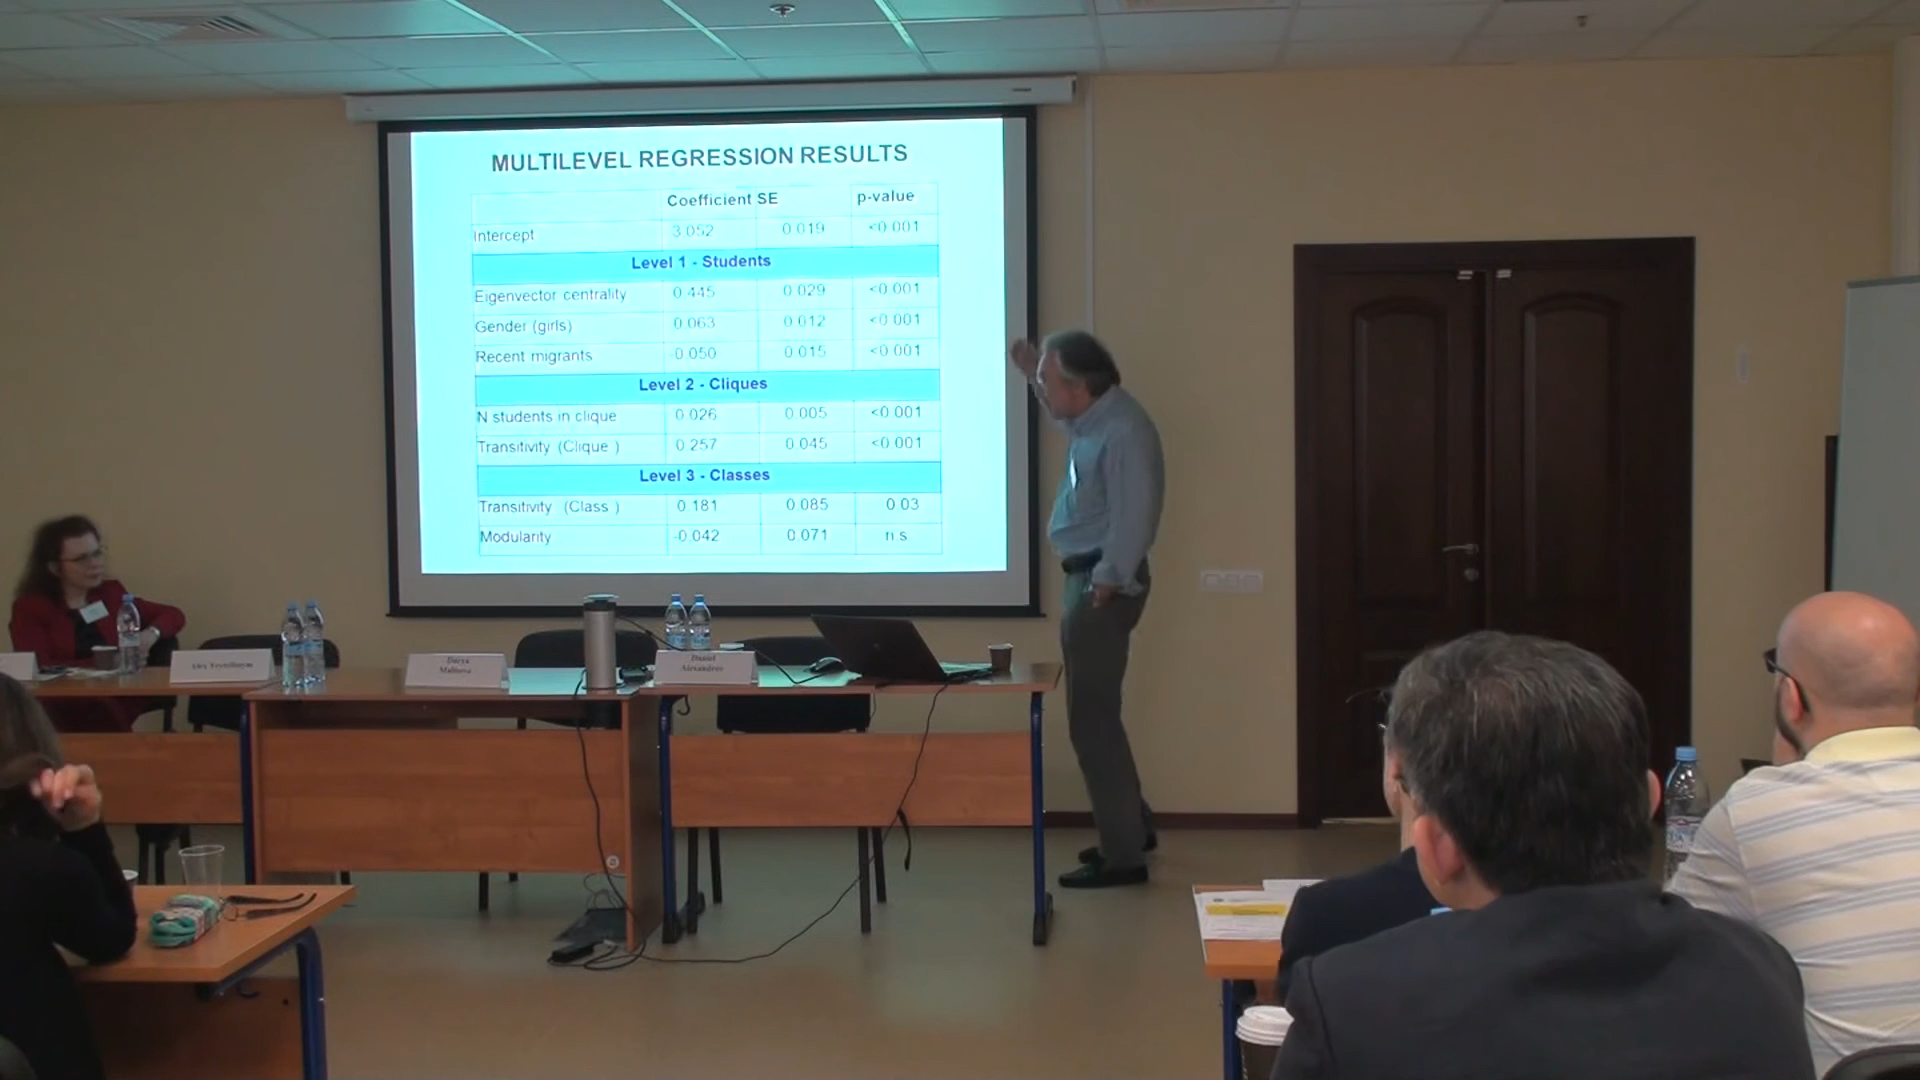 MULTILEVEL REGRESSION RESULTS
Coefficient SE p-value
Intercept 3.052 0.019 <0.001
Level 1 - Students
Eigenvector centrality 0.445 0.029 <0.001
Gender (girls) 0.063 0.012 <0.001
Recent migrants -0.050 0.015 <0.001
Level 2 - Cliques
N students in clique 0.026 0.005 <0.001
Transitivity (Clique ) 0.257 0.045 <0.001
Level 3 - Classes
Transitivity (Class ) 0.181 0.085 0.03
Modularity -0.042 0.071 n.s.
Daniel
Alexandrov